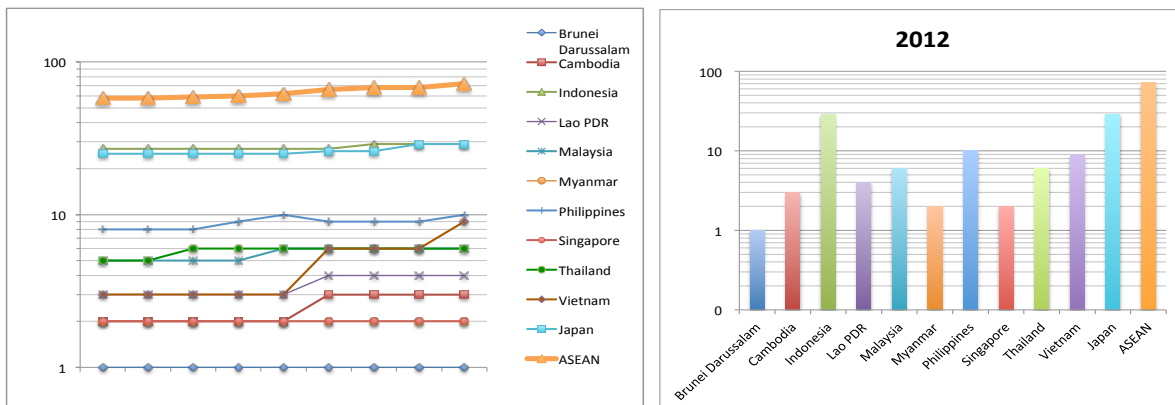 100
10
1
Brunei
Darussalam
Cambodia
Indonesia
Lao PDR
Malaysia
Myanmar
Philippines
Singapore
Thailand
Vietnam
Japan
ASEAN
2012
100
10
1
0
Brunei Darussalam
Cambodia
Indonesia
Lao PDR
Malaysia
Myanmar
Philippines
Singapore
Thailand
Vietnam
Japan
ASEAN